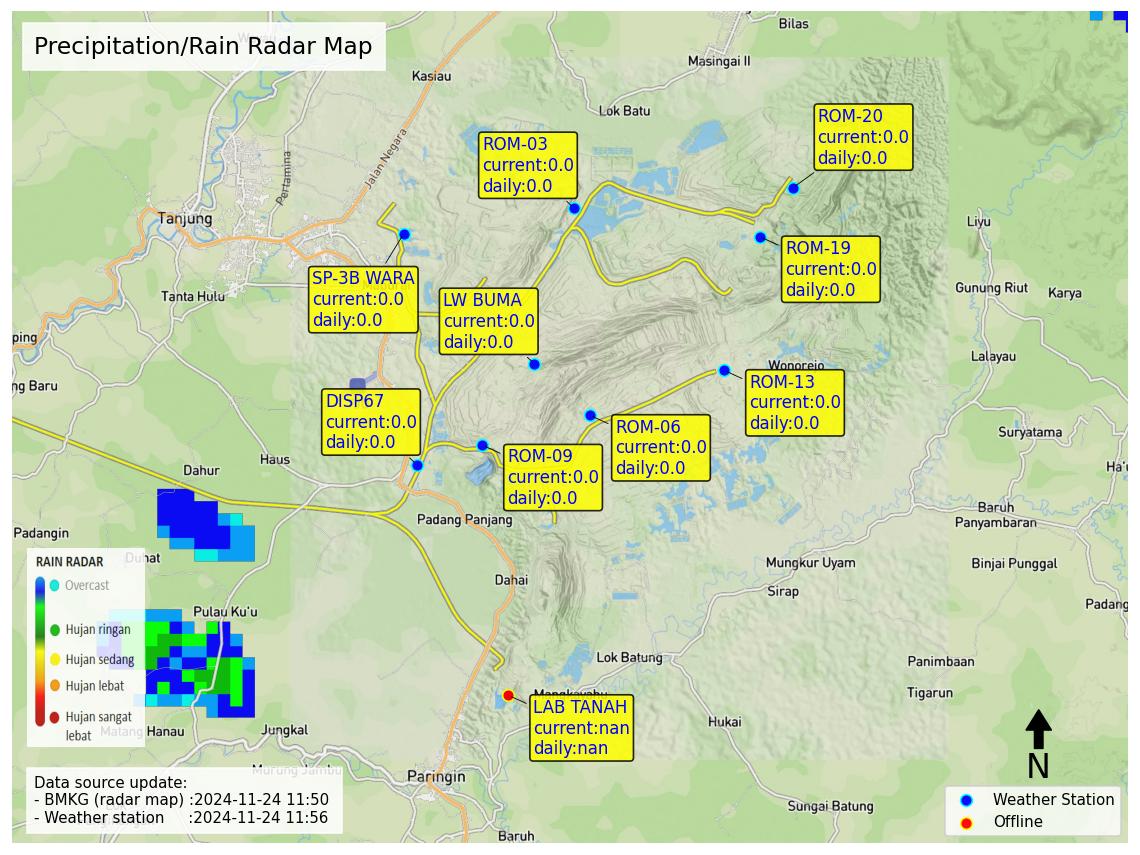 Precipitation/Rain Radar Map
Bilas
Masingai II
Kasiau
Lok Batu
Jalan Negara
Pertamina
Tanjung
Tanta Hulu
ROM-03
current:0.0
daily:0.0
ROM-20
current:0.0
daily:0.0
ROM-19
current:0.0
daily:0.0
SP-3B WARA
current:0.0
daily:0.0
LW BUMA
current:0.0
daily:0.0
Liyu
Gunung Riut
Karya
Lalayau
ping
ng Baru
Wonorejo
ROM-13
current:0.0
daily:0.0
DISP67
current:0.0
daily:0.0
ROM-06
current:0.0
daily:0.0
ROM-09
current:0.0
daily:0.0
Suryatama
Ha'u
Haus
Dahur
Padang Panjang
Baruh
Panyambaran
Padangin
Duhat
Binjai Punggal
Mungkur Uyam
Dahai
Sirap
Padang
Pulau Ku'u
RAIN RADAR
Overcast
Hujan ringan
Hujan sedang
Hujan lebat
Hujan sangat
lebat
Lok Batung
Panimbaan
Tigarun
Mangkayahu
LAB TANAH
current:nan
daily:nan
Hukai
Matang Hanau
Jungkal
Murung Jambu
Paringin
Sungai Batung
Baruh
Data source update:
- BMKG (radar map) :2024-11-24 11:50
- Weather station :2024-11-24 11:56
N
Weather Station
Offline